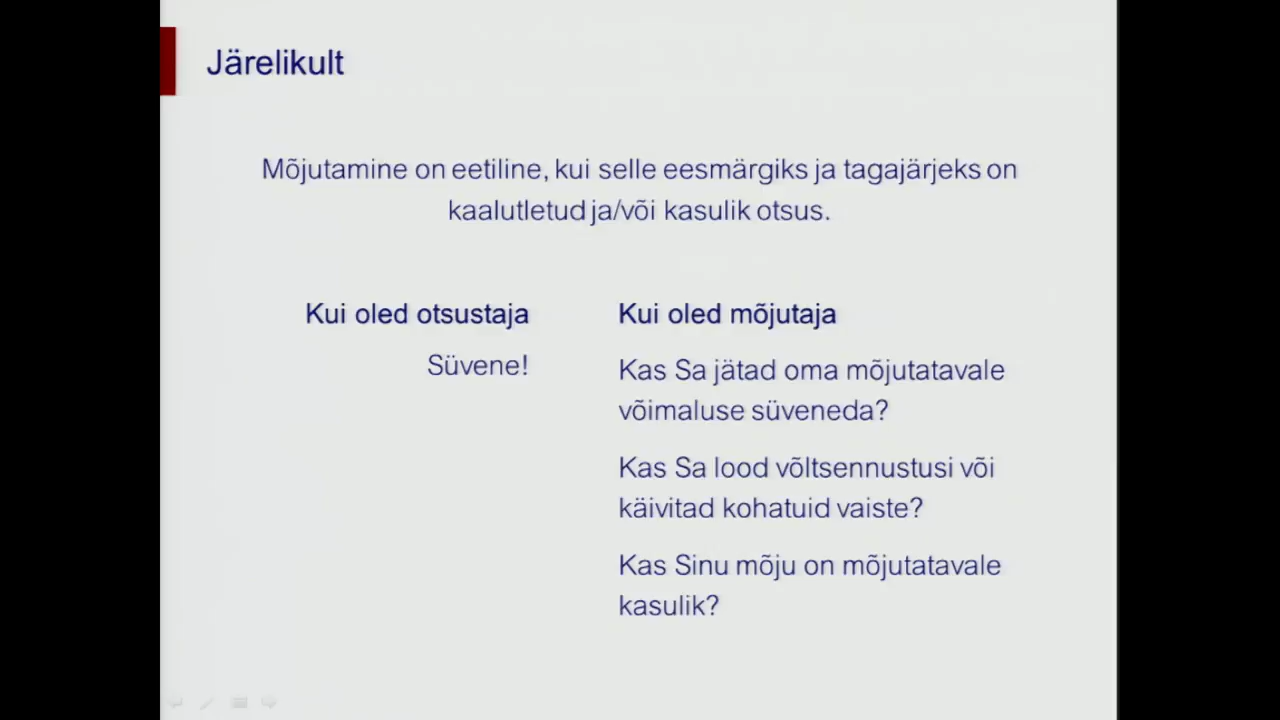 Järelikult
Mõjutamine on eetiline, kui selle eesmärgiks ja tagajärjeks on
kaalutletud ja/või kasulik otsus.
Kui oled otsustaja
Süvene!
Kui oled mõjutaja
Kas Sa jätad oma mõjutatavale
võimaluse süveneda?
Kas Sa lood võltsennustusi või
käivitad kohatuid vaiste?
Kas Sinu mõju on mõjutatavale
kasulik?